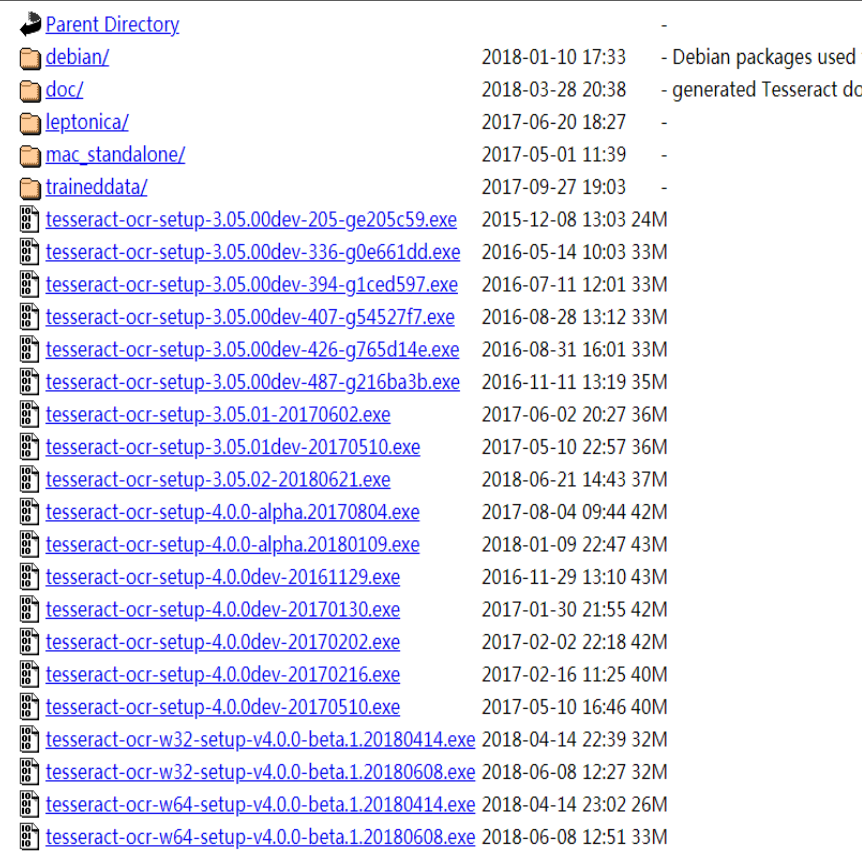 Parent Directory -
debian/ 2018-01-10 17:33 - Debian packages used
doc/ 2018-03-28 20:38 - generated Tesseract
leptonica/ 2017-06-20 18:27 -
mac_standalone/ 2017-05-01 11:39 -
traineddata/ 2017-09-27 19:03 -
tesseract-ocr-setup-3.05.00dev-205-ge205c59.exe 2015-12-08 13:03 24M
tesseract-ocr-setup-3.05.00dev-336-g0e661dd.exe 2016-05-14 10:03 33M
tesseract-ocr-setup-3.05.00dev-394-g1ced597.exe 2016-07-11 12:01 33M
tesseract-ocr-setup-3.05.00dev-407-g54527f7.exe 2016-08-28 13:12 33M
tesseract-ocr-setup-3.05.00dev-426-g765d14e.exe 2016-08-31 16:01 33M
tesseract-ocr-setup-3.05.00dev-487-g216ba3b.exe 2016-11-11 13:19 35M
tesseract-ocr-setup-3.05.01-20170602.exe 2017-06-02 20:27 36M
tesseract-ocr-setup-3.05.01dev-20170510.exe 2017-05-10 22:57 36M
tesseract-ocr-setup-3.05.02-20180621.exe 2018-06-21 14:43 37M
tesseract-ocr-setup-4.0.0-alpha.20170804.exe 2017-08-04 09:44 42M
tesseract-ocr-setup-4.0.0-alpha.20180109.exe 2018-01-09 22:47 43M
tesseract-ocr-setup-4.0.0dev-20161129.exe 2016-11-29 13:10 43M
tesseract-ocr-setup-4.0.0dev-20170130.exe 2017-01-30 21:55 42M
tesseract-ocr-setup-4.0.0dev-20170202.exe 2017-02-02 22:18 42M
tesseract-ocr-setup-4.0.0dev-20170216.exe 2017-02-16 11:25 40M
tesseract-ocr-setup-4.0.0dev-20170510.exe 2017-05-10 16:46 40M
tesseract-ocr-w32-setup-v4.0.0-beta.1.20180414.exe 2018-04-14 22:39 32M
tesseract-ocr-w32-setup-v4.0.0-beta.1.20180608.exe 2018-06-08 12:27 32M
tesseract-ocr-w64-setup-v4.0.0-beta.1.20180414.exe 2018-04-14 23:02 26M
tesseract-ocr-w64-setup-v4.0.0-beta.1.20180608.exe 2018-06-08 12:51 33M